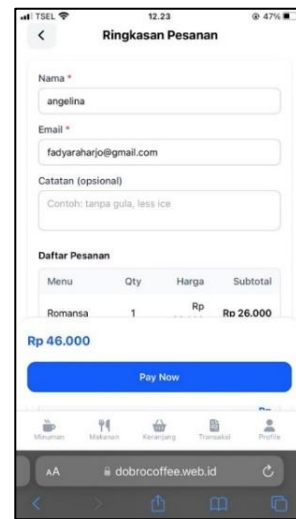 TSEL 12.23 47%
Ringkasan Pesanan
Nama *
angelina
Email *
fadyaraharjo@gmail.com
Catatan (opsional)
Contoh: tanpa gula, less ice
Daftar Pesanan
Menu Qty Harga Subtotal
Romansa 1 Rp Rp 26.000
Rp 46.000
Pay Now
Minuman Makanan Keranjang Transaksi Profile
AA dobrocoffee.web.id